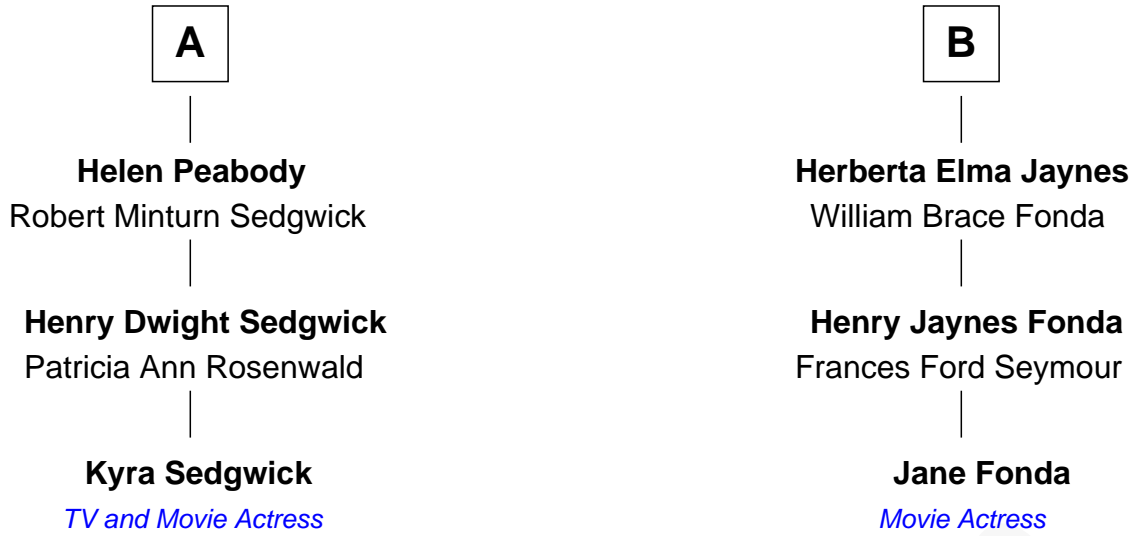 A
B
Helen Peabody
Robert Minturn Sedgwick
Herberta Elma Jaynes
William Brace Fonda
Henry Dwight Sedgwick
Patricia Ann Rosenwald
Henry Jaynes Fonda
Frances Ford Seymour
Kyra Sedgwick
TV and Movie Actress
Jane Fonda
Movie Actress